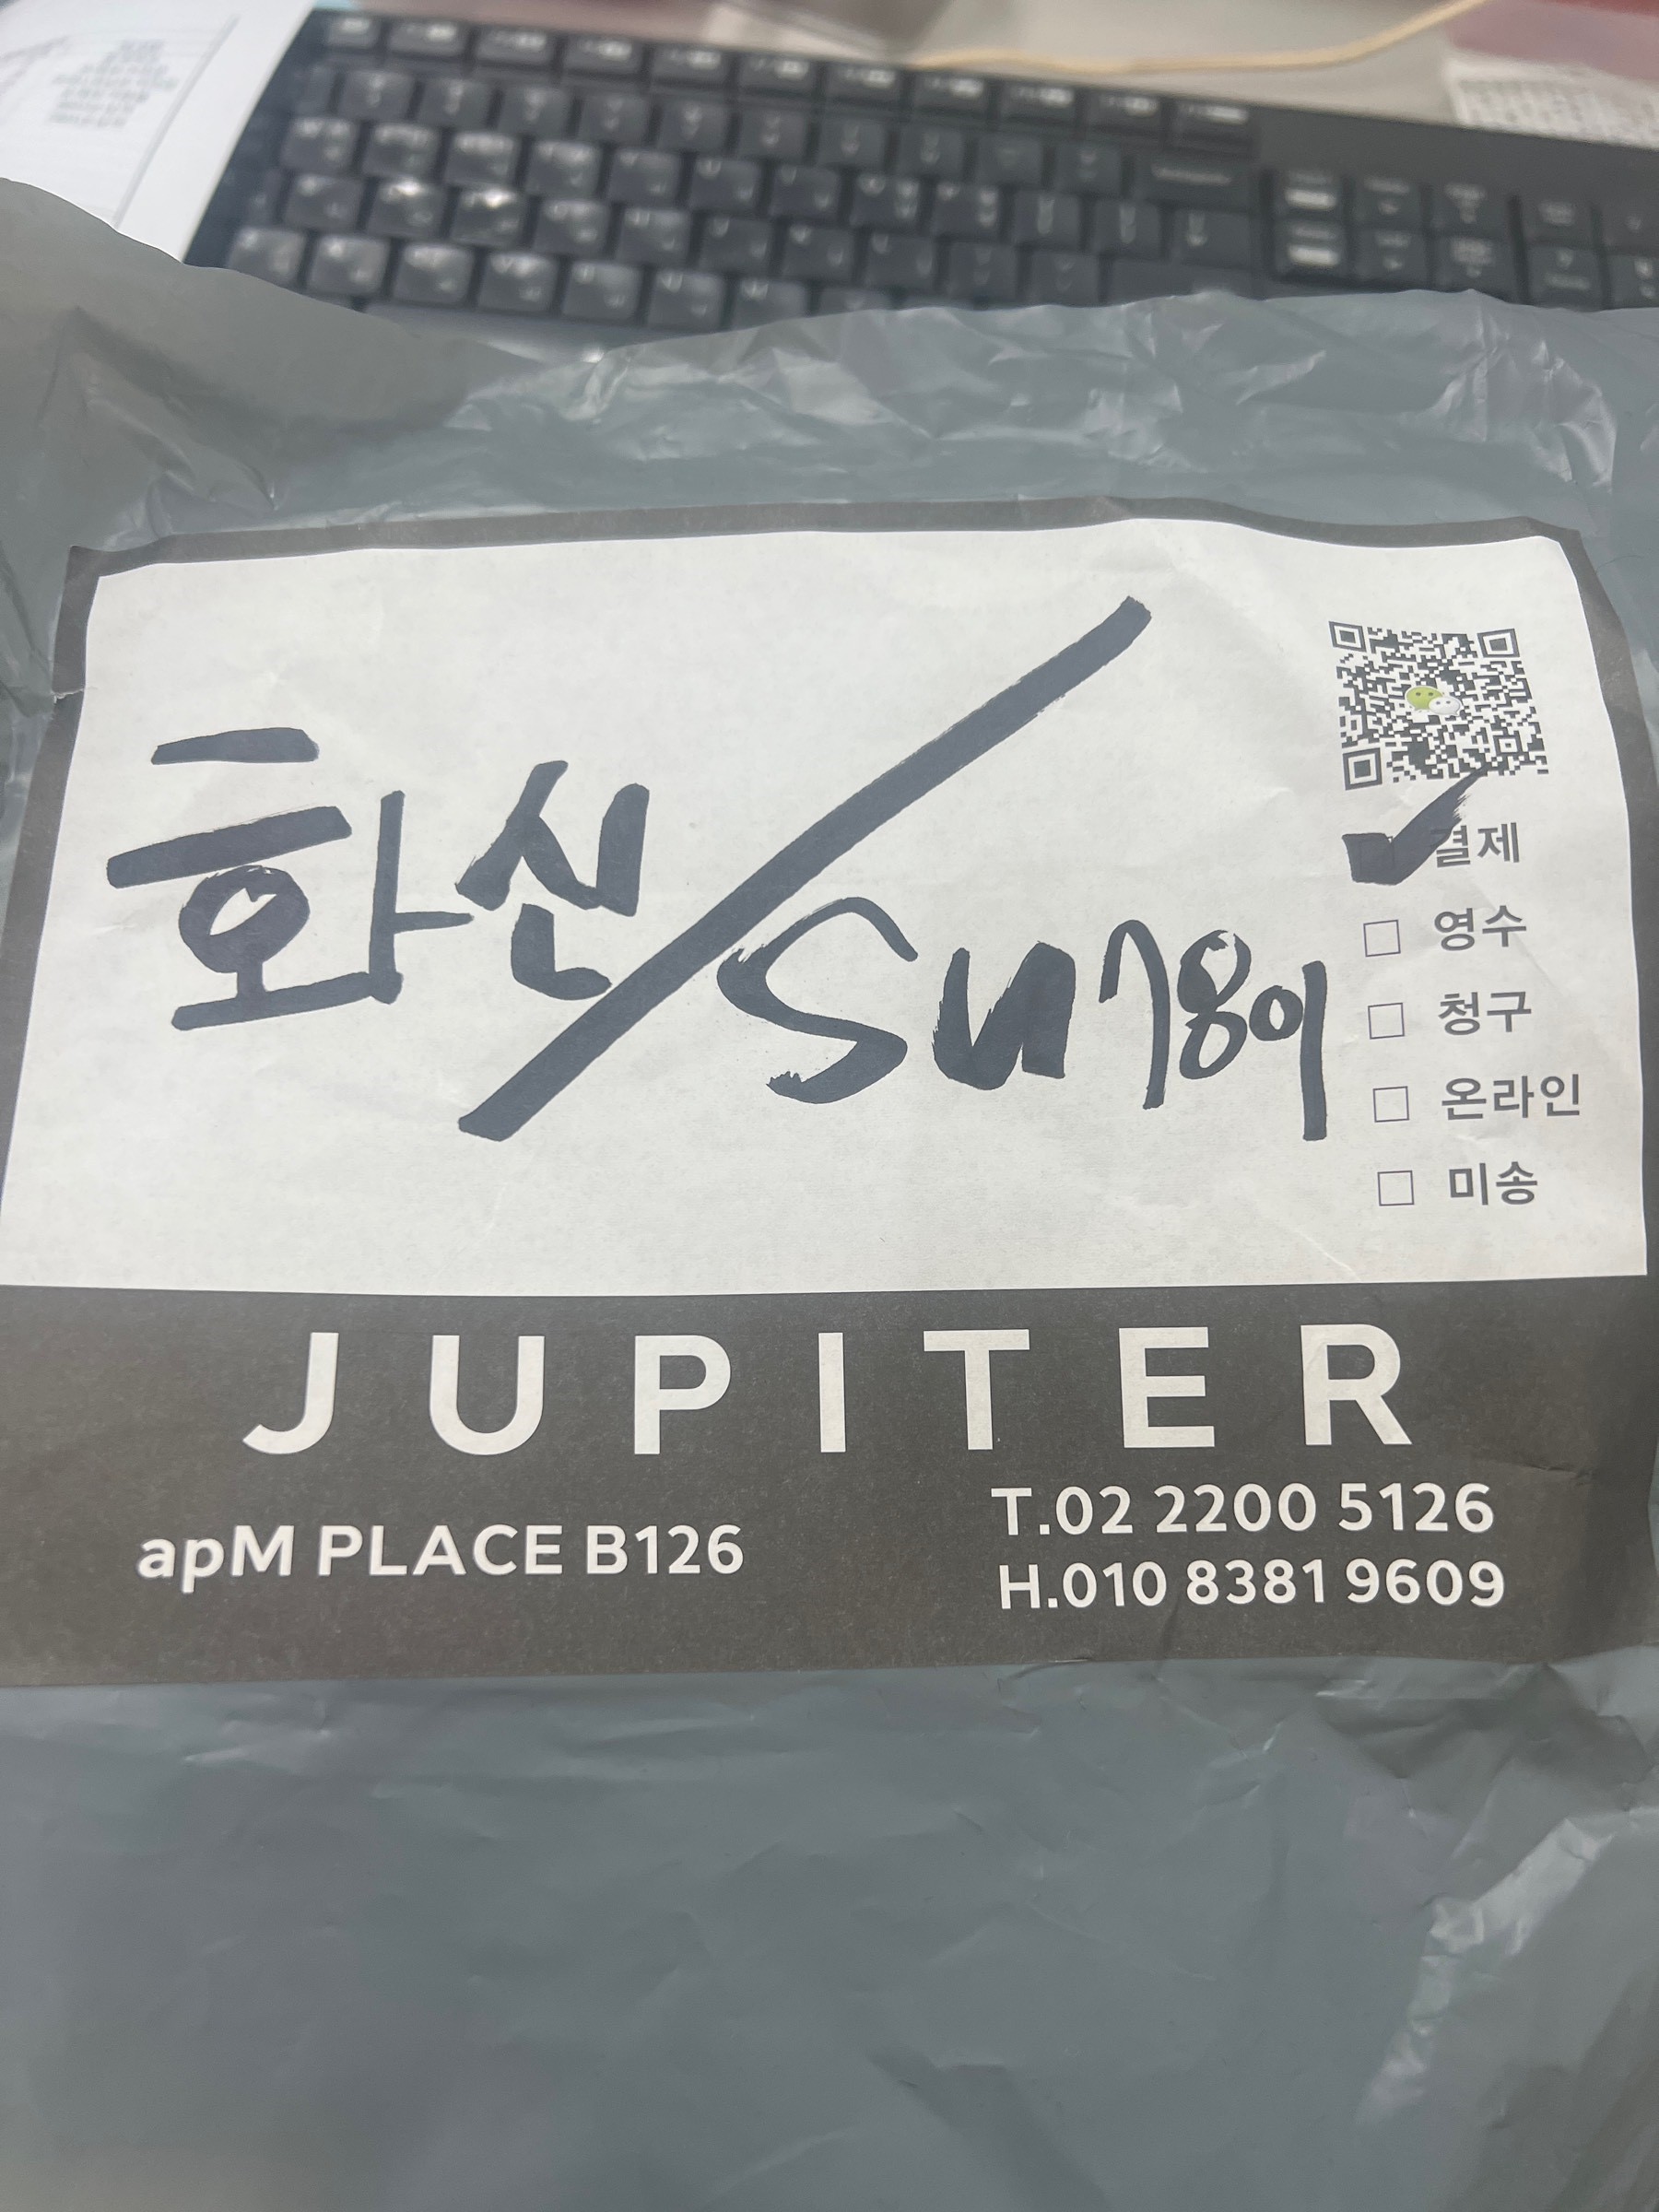 화신/SU7801
결제
영수
청구
온라인
미송
JUPITER
apM PLACE B126
T.02 2200 5126
H.010 8381 9609